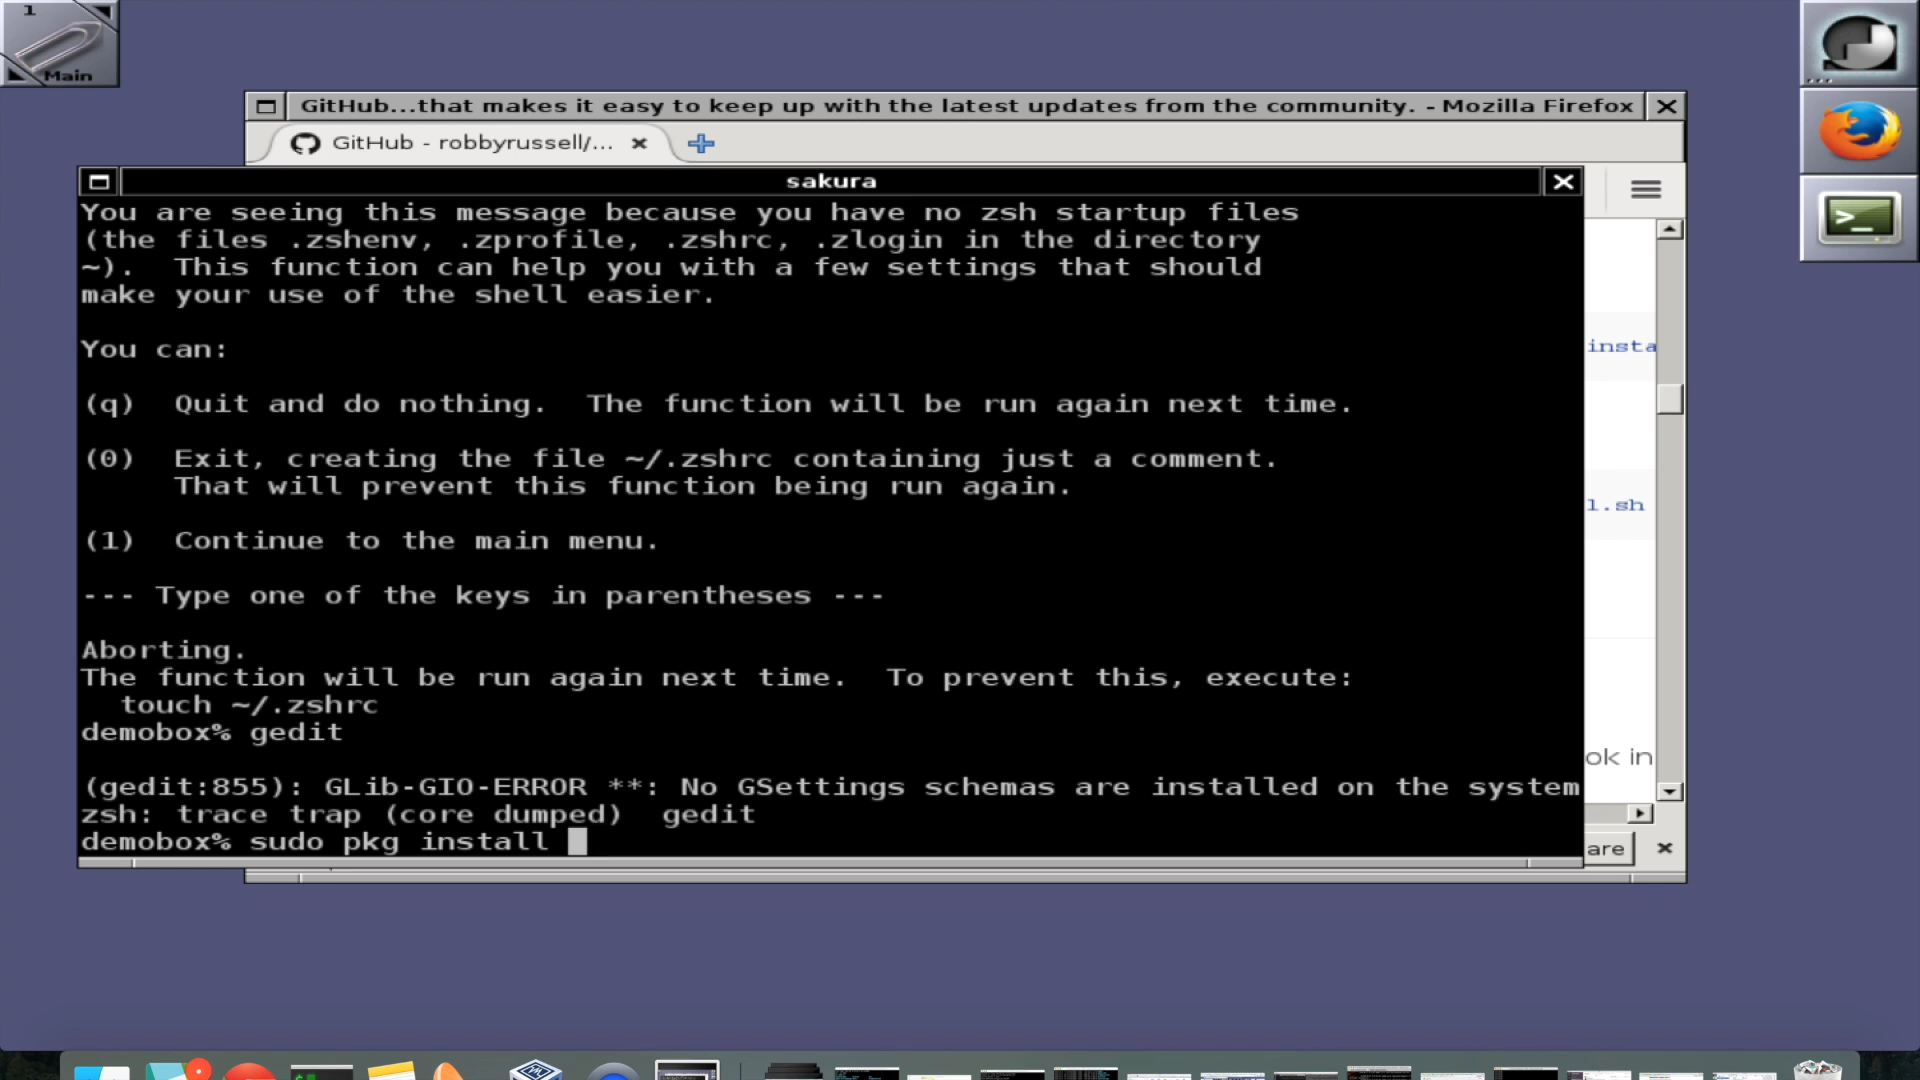 1
Main
GitHub...that makes it easy to keep up with the latest updates from the community. - Mozilla Firefox
GitHub - robbyrussell/...
sakura
You are seeing this message because you have no zsh startup files
(the files .zshenv, .zprofile, .zshrc, .zlogin in the directory
~).  This function can help you with a few settings that should
make your use of the shell easier.
You can:
(q)  Quit and do nothing.  The function will be run again next time.
(0)  Exit, creating the file ~/.zshrc containing just a comment.
That will prevent this function being run again.
(1)  Continue to the main menu.
--- Type one of the keys in parentheses ---
Aborting.
The function will be run again next time.  To prevent this, execute:
touch ~/.zshrc
demobox% gedit
(gedit:855): GLib-GIO-ERROR **: No GSettings schemas are installed on the system
zsh: trace trap (core dumped)  gedit
demobox% sudo pkg install
insta
l.sh
ok in
are